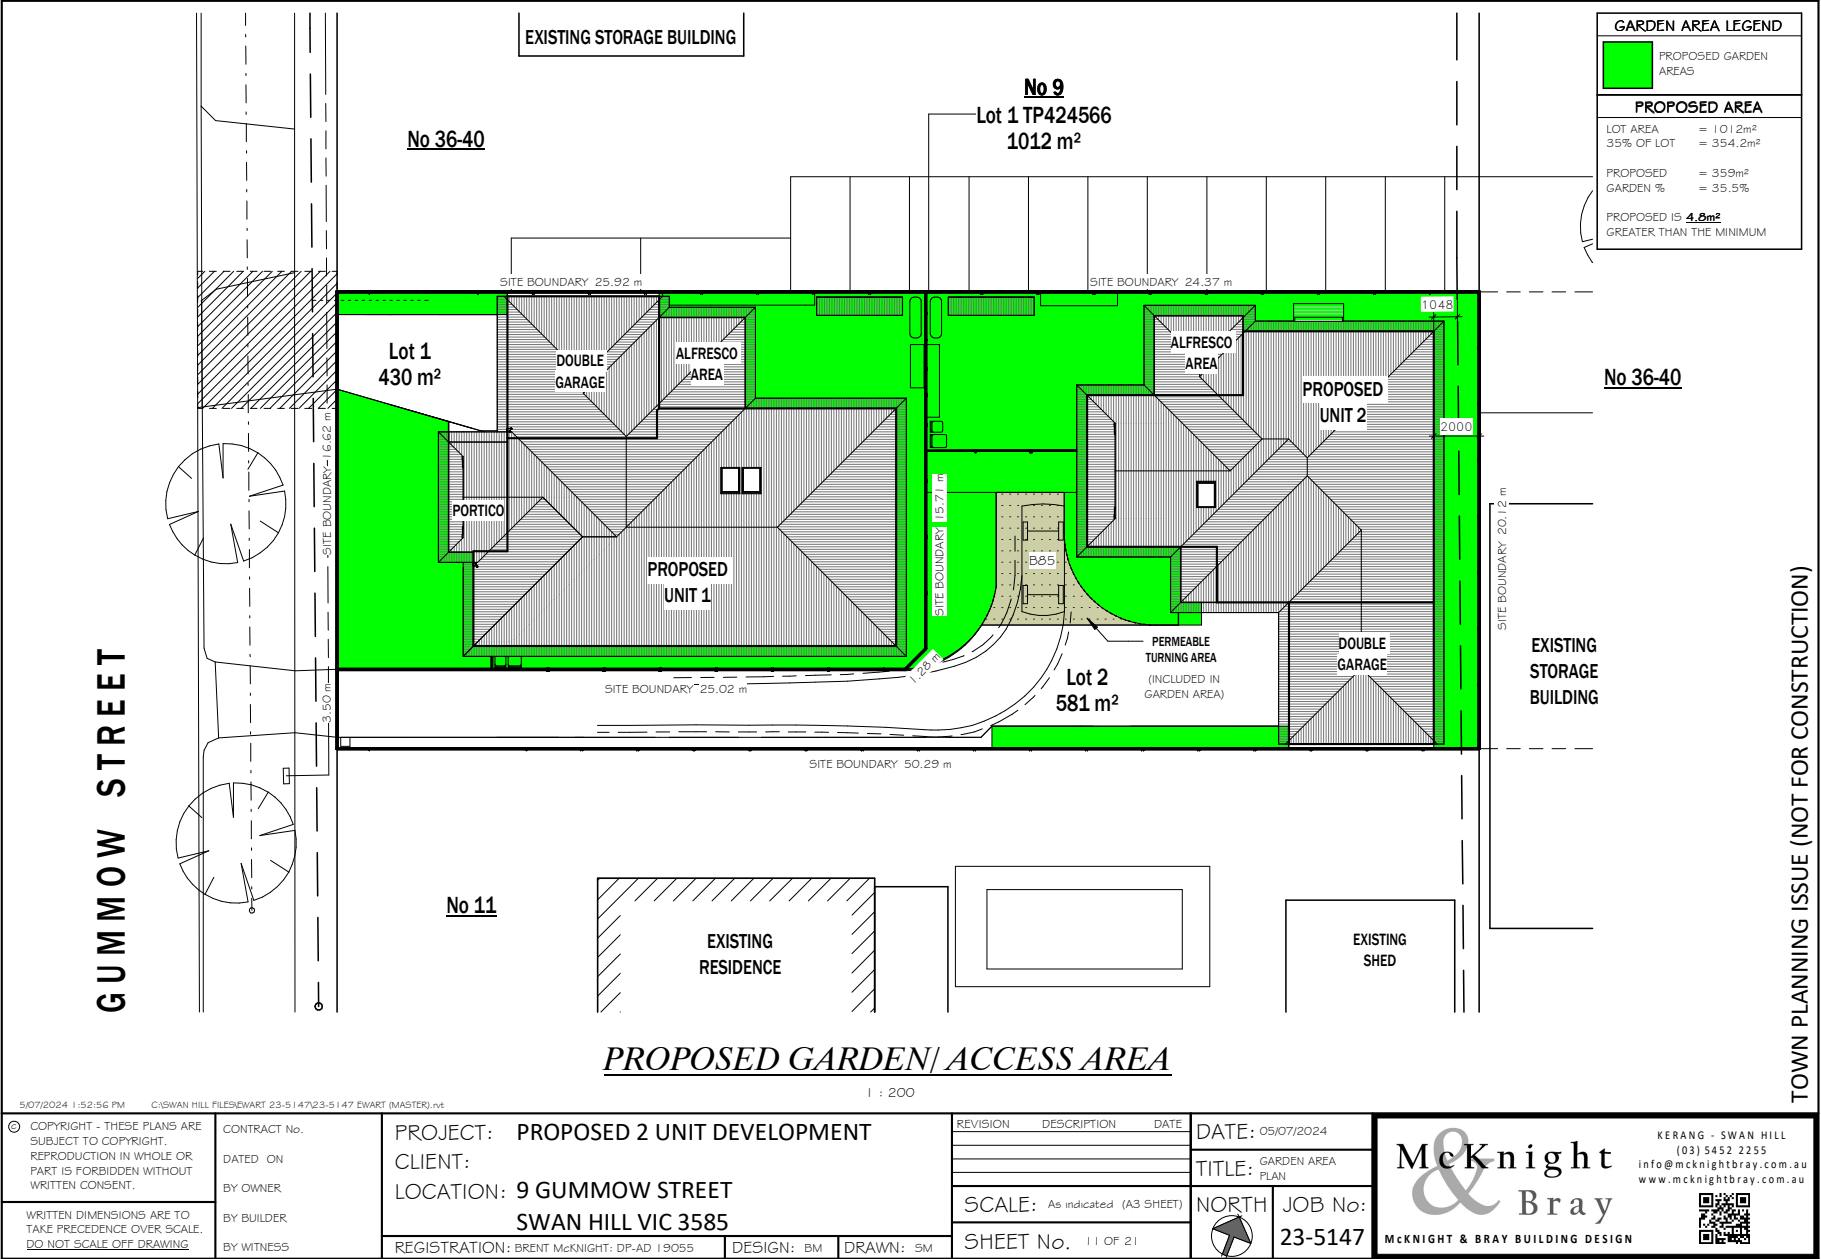 EXISTING STORAGE BUILDING
No 36-40
No 9
Lot 1 TP424566
1012 m²
GARDEN AREA LEGEND
PROPOSED GARDEN
AREAS
PROPOSED AREA
LOT AREA = 1012m²
35% OF LOT = 354.2m²
PROPOSED = 359m²
GARDEN % = 35.5%
PROPOSED IS 4.8m²
GREATER THAN THE MINIMUM
SITE BOUNDARY 25.92 m
SITE BOUNDARY 24.37 m
1048
Lot 1
430 m²
DOUBLE
GARAGE
ALFRESCO
AREA
ALFRESCO
AREA
PROPOSED
UNIT 2
No 36-40
2000
SITE BOUNDARY 16.62 m
PORTICO
PROPOSED
UNIT 1
SITE BOUNDARY 15.71 m
B85
SITE BOUNDARY 20.12 m
PERMEABLE
TURNING AREA
(INCLUDED IN
GARDEN AREA)
DOUBLE
GARAGE
EXISTING
STORAGE
BUILDING
Lot 2
581 m²
1.28 m
SITE BOUNDARY 25.02 m
3.50 m
SITE BOUNDARY 50.29 m
GUMMOW STREET
No 11
EXISTING
RESIDENCE
EXISTING
SHED
TOWN PLANNING ISSUE (NOT FOR CONSTRUCTION)
PROPOSED GARDEN/ ACCESS AREA
1 : 200
5/07/2024 1:52:56 PM C:\SWAN HILL FILES\EWART 23-5147\23-5147 EWART (MASTER).rvt
© COPYRIGHT - THESE PLANS ARE
SUBJECT TO COPYRIGHT.
REPRODUCTION IN WHOLE OR
PART IS FORBIDDEN WITHOUT
WRITTEN CONSENT.
WRITTEN DIMENSIONS ARE TO
TAKE PRECEDENCE OVER SCALE.
DO NOT SCALE OFF DRAWING
CONTRACT No.
DATED ON
BY OWNER
BY BUILDER
BY WITNESS
PROJECT: PROPOSED 2 UNIT DEVELOPMENT
CLIENT:
LOCATION: 9 GUMMOW STREET
SWAN HILL VIC 3585
REGISTRATION: BRENT McKNIGHT: DP-AD 19055
DESIGN: BM
DRAWN: SM
REVISION DESCRIPTION DATE
SCALE: As indicated (A3 SHEET)
SHEET No. 11 OF 21
DATE: 05/07/2024
TITLE: GARDEN AREA
PLAN
NORTH
JOB No:
23-5147
McKnight
&
Bray
McKNIGHT & BRAY BUILDING DESIGN
KERANG - SWAN HILL
(03) 5452 2255
info@mcknightbray.com.au
www.mcknightbray.com.au